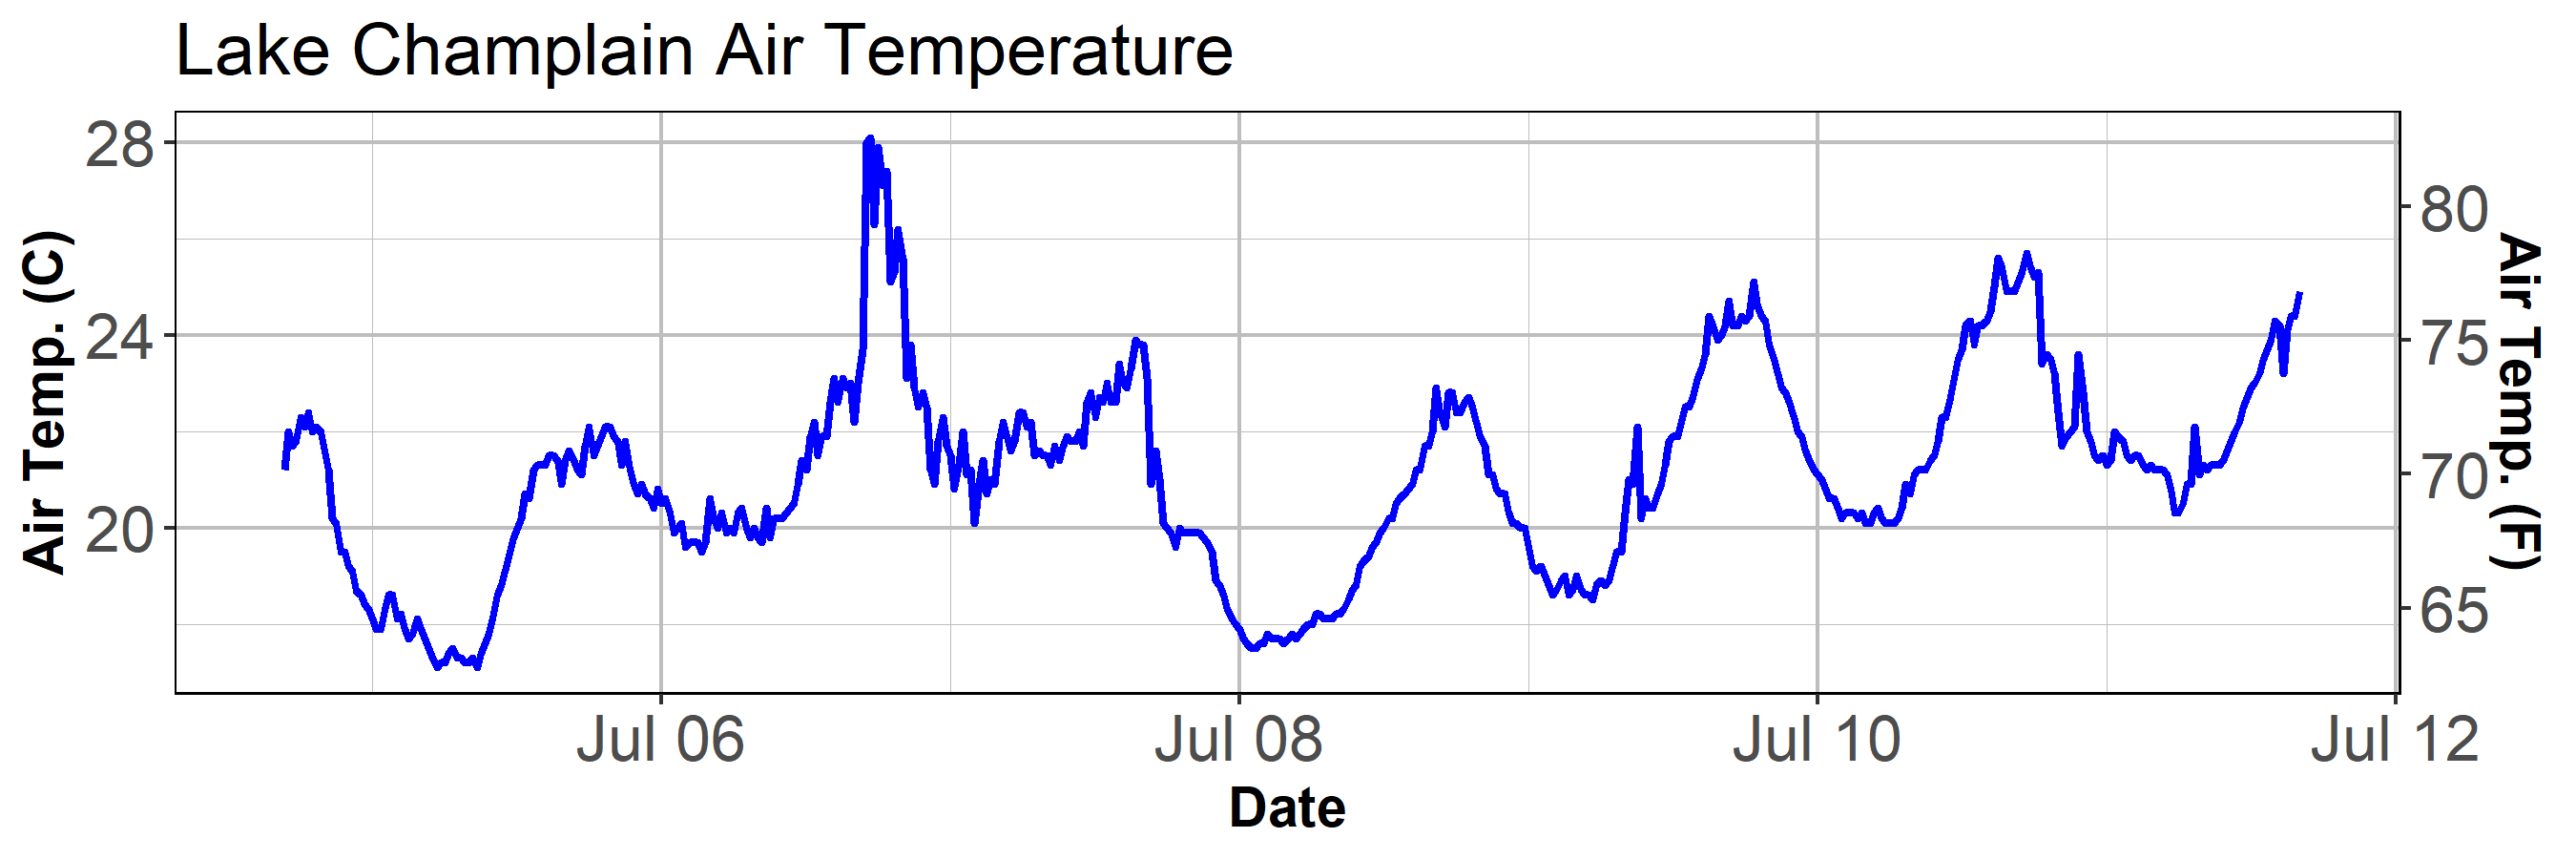 Lake Champlain Air Temperature
28
24
20
Air Temp. (C)
80
75
70
65
Air Temp. (F)
Jul 06 Jul 08 Jul 10 Jul 12
Date